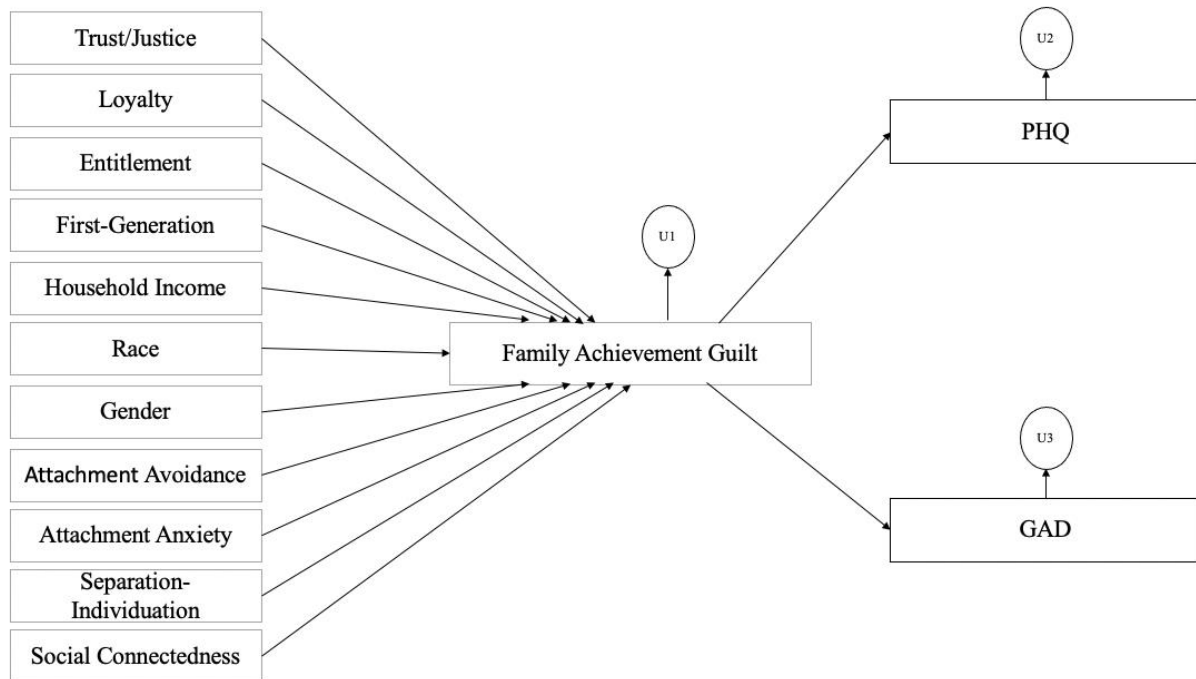 Trust/Justice
Loyalty
Entitlement
First-Generation
Household Income
Race
Gender
Attachment Avoidance
Attachment Anxiety
Separation-
Individuation
Social Connectedness
U1
Family Achievement Guilt
U2
PHQ
U3
GAD